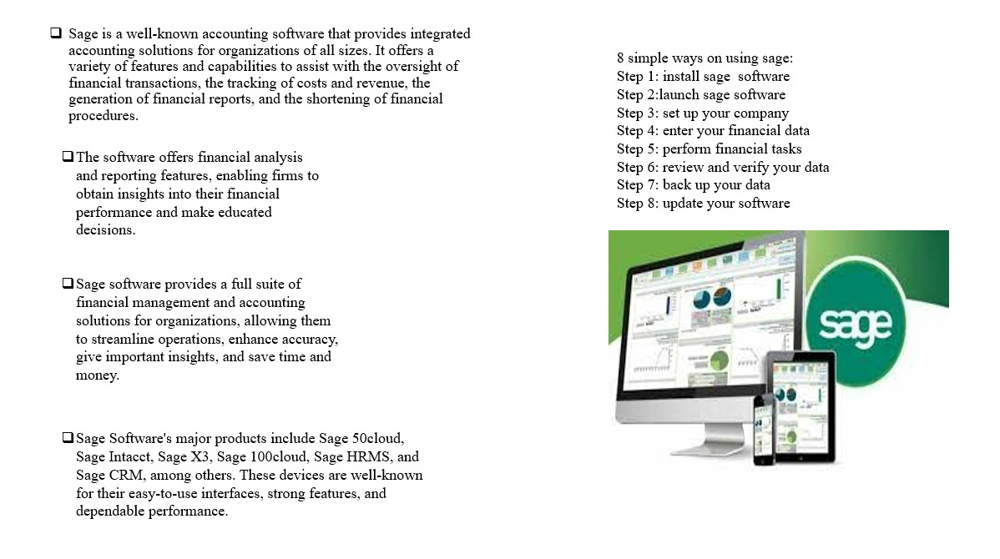 Sage is a well-known accounting software that provides integrated
accounting solutions for organizations of all sizes. It offers a
variety of features and capabilities to assist with the oversight of
financial transactions, the tracking of costs and revenue, the
generation of financial reports, and the shortening of financial
procedures.
The software offers financial analysis
and reporting features, enabling firms to
obtain insights into their financial
performance and make educated
decisions.
Sage software provides a full suite of
financial management and accounting
solutions for organizations, allowing them
to streamline operations, enhance accuracy,
give important insights, and save time and
money.
Sage Software's major products include Sage 50cloud,
Sage Intacct, Sage X3, Sage 100cloud, Sage HRMS, and
Sage CRM, among others. These devices are well-known
for their easy-to-use interfaces, strong features, and
dependable performance.
8 simple ways on using sage:
Step 1: install sage  software
Step 2:launch sage software
Step 3: set up your company
Step 4: enter your financial data
Step 5: perform financial tasks
Step 6: review and verify your data
Step 7: back up your data
Step 8: update your software
sage